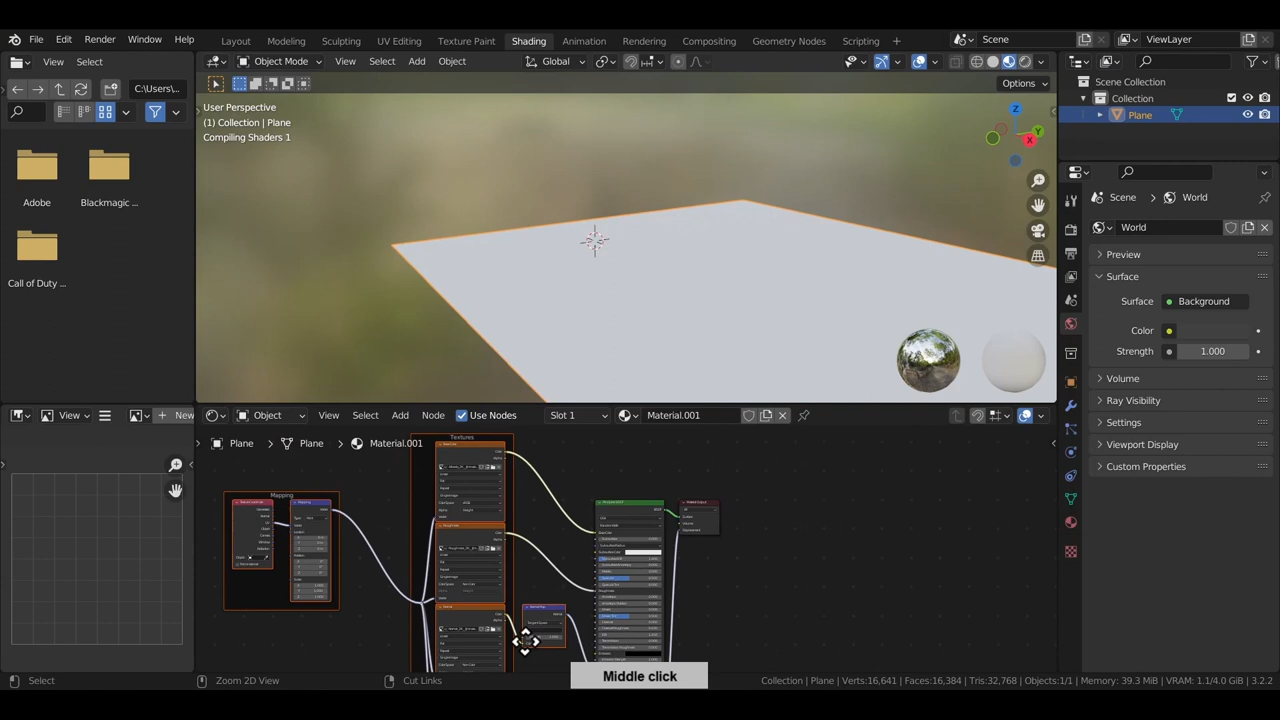 File Edit Render Window Help
Layout Modeling Sculpting UV Editing Texture Paint Shading Animation Rendering Compositing Geometry Nodes Scripting +
Scene
ViewLayer
View Select
Object Mode View Select Add Object
Global
C:\Users\...
Options
User Perspective
(1) Collection | Plane
Compiling Shaders 1
Z
Y
X
Adobe
Blackmagic ...
Call of Duty ...
Scene Collection
Collection
Plane
Scene > World
World
Preview
Surface
Surface Background
Color
Strength 1.000
Volume
Ray Visibility
Settings
Viewport Display
Custom Properties
View
New
Object View Select Add Node Use Nodes Slot 1 Material.001
Plane > Plane > Material.001
Textures
Mapping
Mapping
Roughness
Middle click
Select
Zoom 2D View
Cut Links
Collection | Plane | Verts:16,641 | Faces:16,384 | Tris:32,768 | Objects:1/1 | Memory: 39.3 MiB | VRAM: 1.1/4.0 GiB | 3.2.2